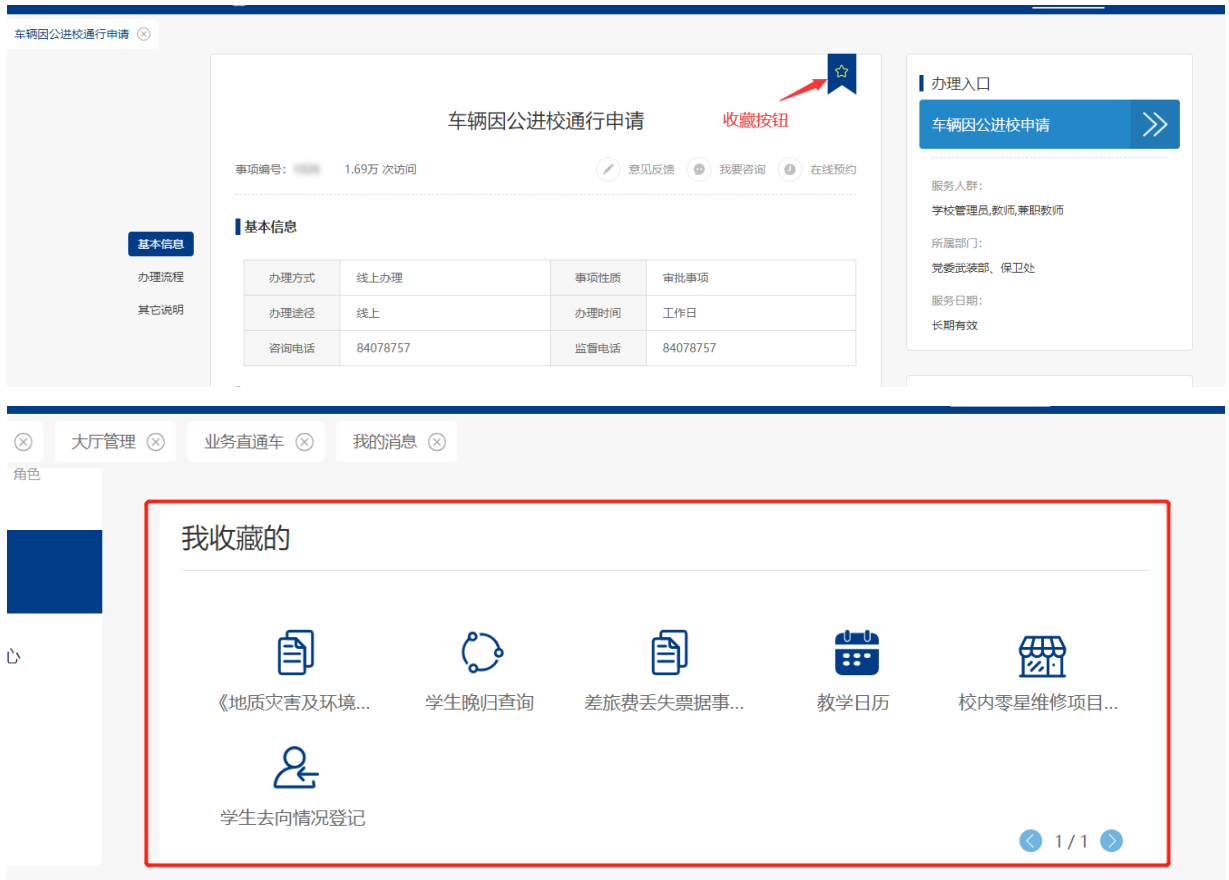 车辆因公进校通行申请
车辆因公进校通行申请
收藏按钮
事项编号：
1.69万 次访问
意见反馈
我要咨询
在线预约
基本信息
办理流程
其它说明
基本信息
办理方式 线上办理 事项性质 审批事项
办理途径 线上 办理时间 工作日
咨询电话 84078757 监督电话 84078757
办理入口
车辆因公进校申请
服务人群：
学校管理员,教师,兼职教师
所属部门：
党委武装部、保卫处
服务日期：
长期有效
大厅管理
业务直通车
我的消息
角色
心
我收藏的
《地质灾害及环境...
学生晚归查询
差旅费丢失票据事...
教学日历
校内零星维修项目...
学生去向情况登记
1 / 1